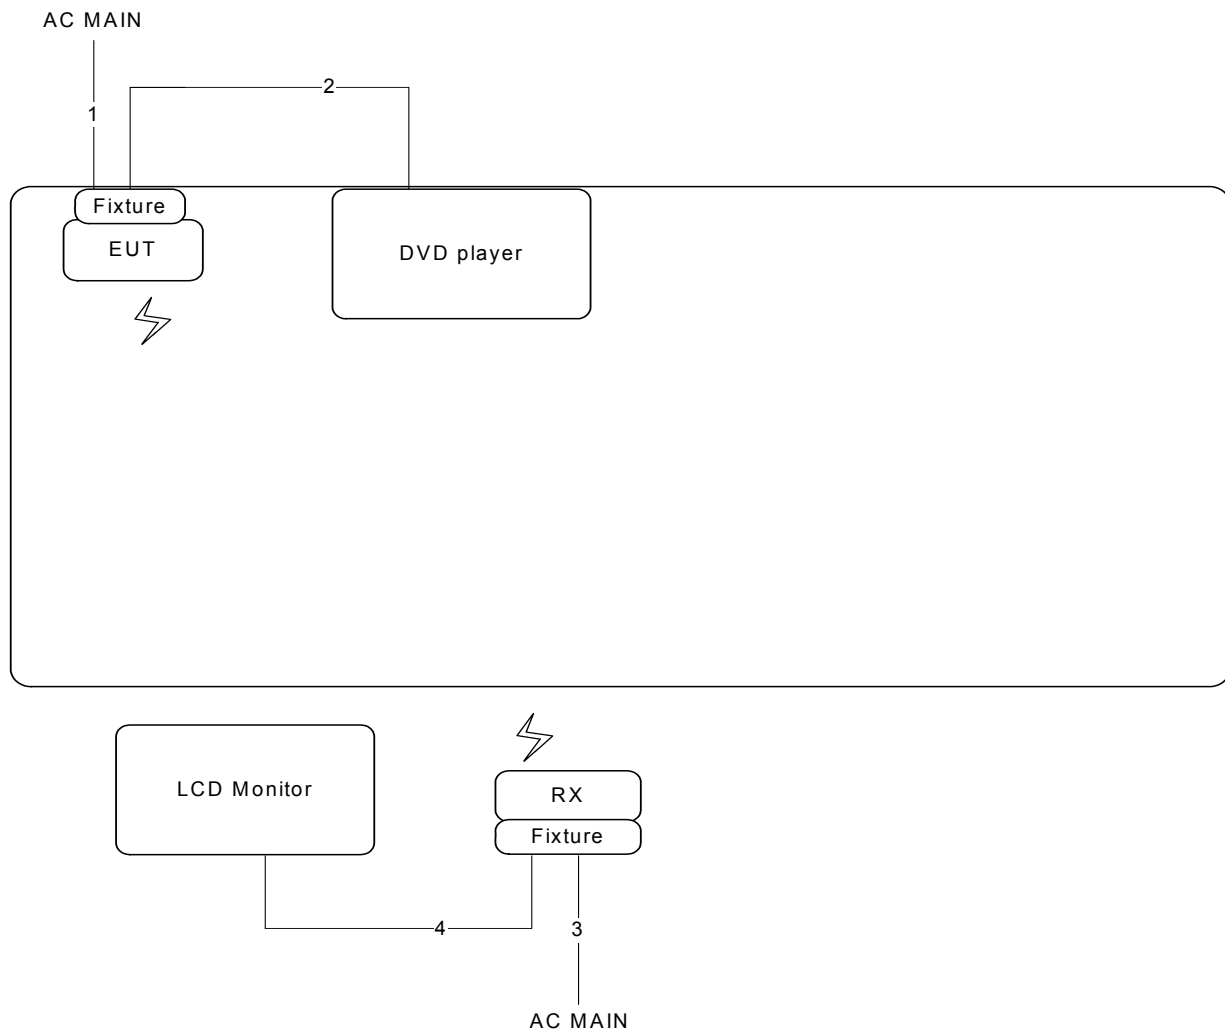 AC MAIN
2
1
Fixture
EUT
DVD player
LCD Monitor
RX
Fixture
4
3
AC MAIN